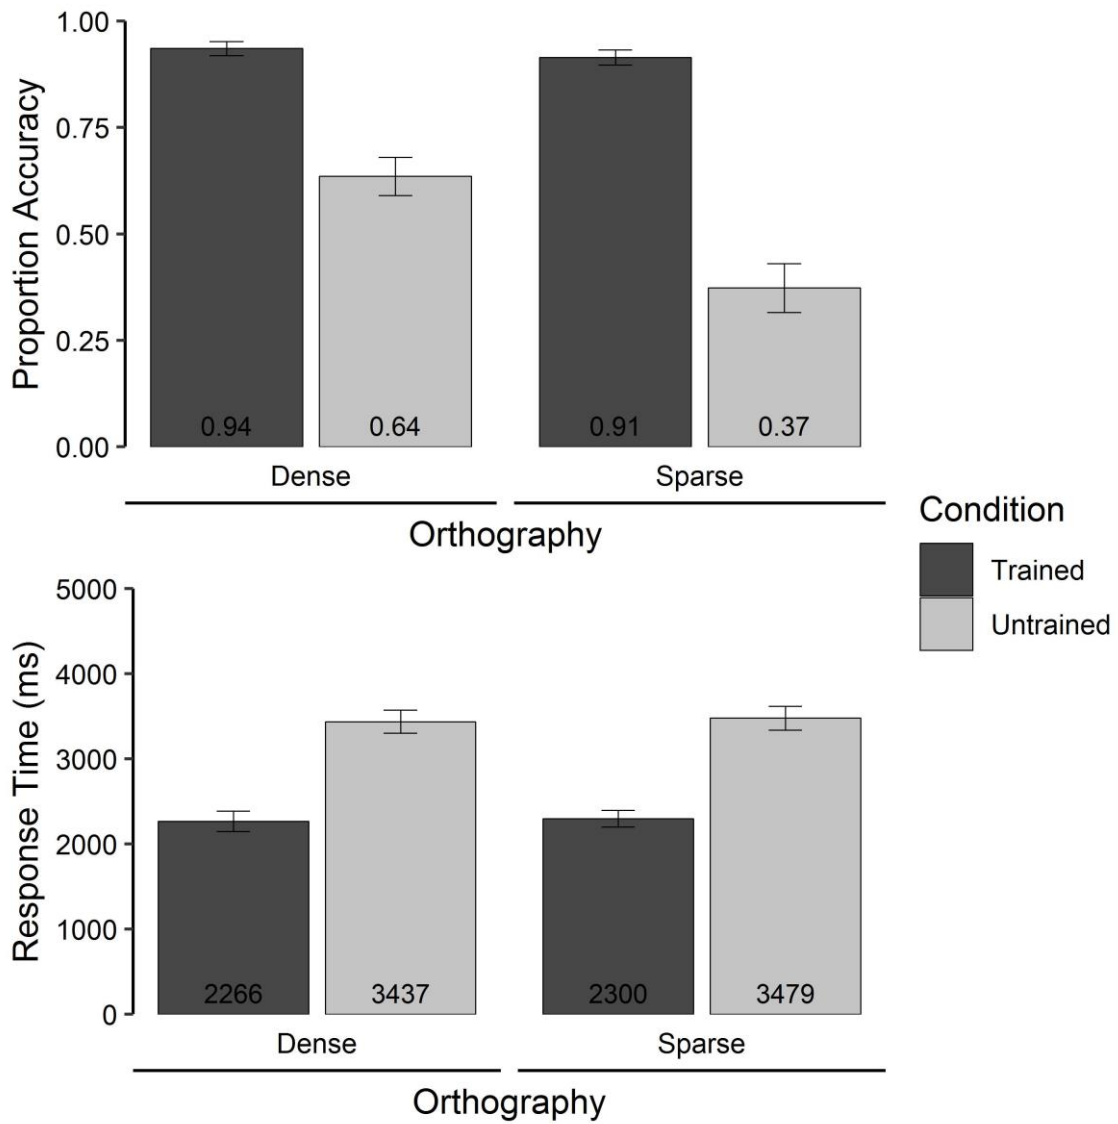 Proportion Accuracy
1.00
0.75
0.50
0.25
0.00
0.94 0.64 0.91 0.37
Dense Sparse
Orthography
Condition
Trained
Untrained
Response Time (ms)
5000
4000
3000
2000
1000
0
2266 3437 2300 3479
Dense Sparse
Orthography